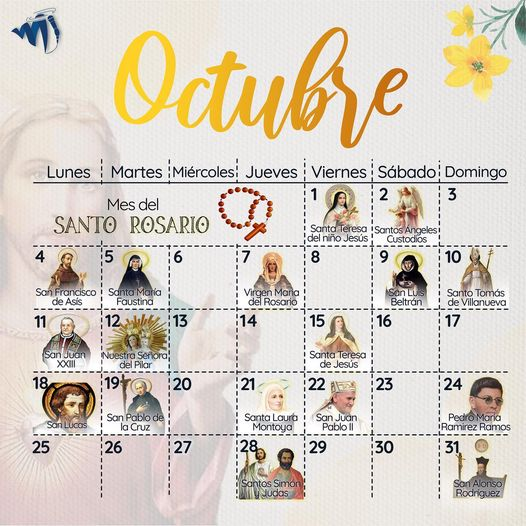 Octubre
Lunes Martes Miércoles Jueves Viernes Sábado Domingo
Mes del
SANTO ROSARIO
1 2 3
Santa Teresa
del niño Jesús
Santos Angeles
Custodios
4 5 6 7 8 9 10
San Francisco
de Asís
Santa María
Faustina
Virgen Maria
del Rosario
San Luis
Beltrán
Santo Tomás
de Villanueva
11 12 13 14 15 16 17
San Juan
XXIII
Nuestra Señora
del Pilar
Santa Teresa
de Jesús
18 19 20 21 22 23 24
San Lucas
San Pablo de
la Cruz
Santa Laura
Montoya
San Juan
Pablo II
Pedro María
Ramírez Ramos
25 26 27 28 29 30 31
Santos Simón
y Judas
San Alonso
Rodríguez